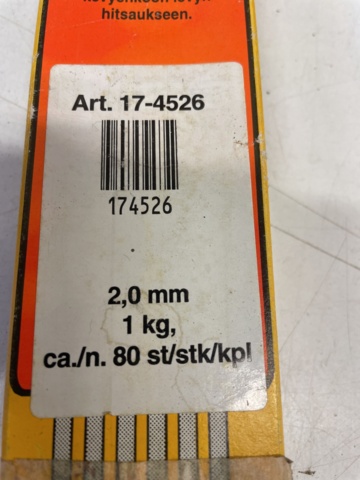 hitsaukseen.
Art. 17-4526
174526
2,0 mm
1 kg,
ca./n. 80 st/stk/kpl